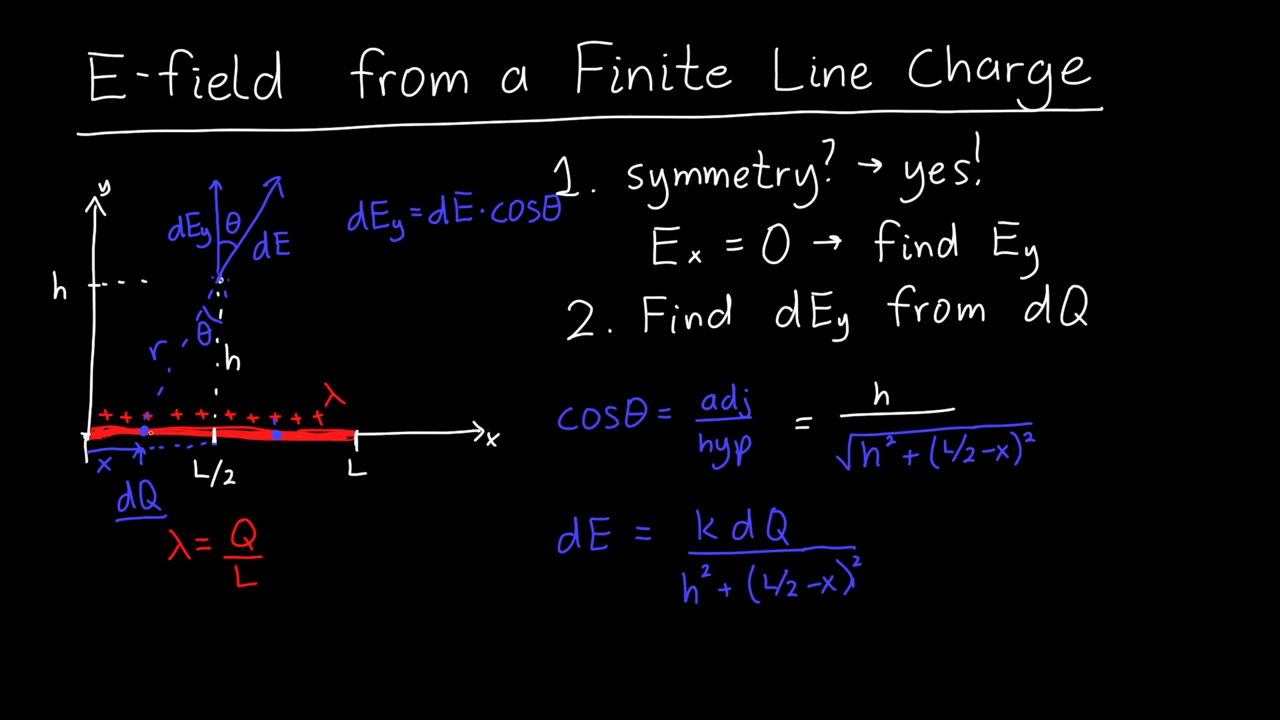 E-field from a Finite Line Charge
1. symmetry? → yes!
Eₓ = 0 → find Ey
2. Find dEy from dQ
y
dEy θ dE
dEy = dE · cosθ
h
θ
r
h
+ + + + + + + + + + λ
x
x
L/2
L
dQ
λ = Q/L
cosθ = adj/hyp = h/√h² + (L/2 - x)²
dE = k dQ/h² + (L/2 - x)²